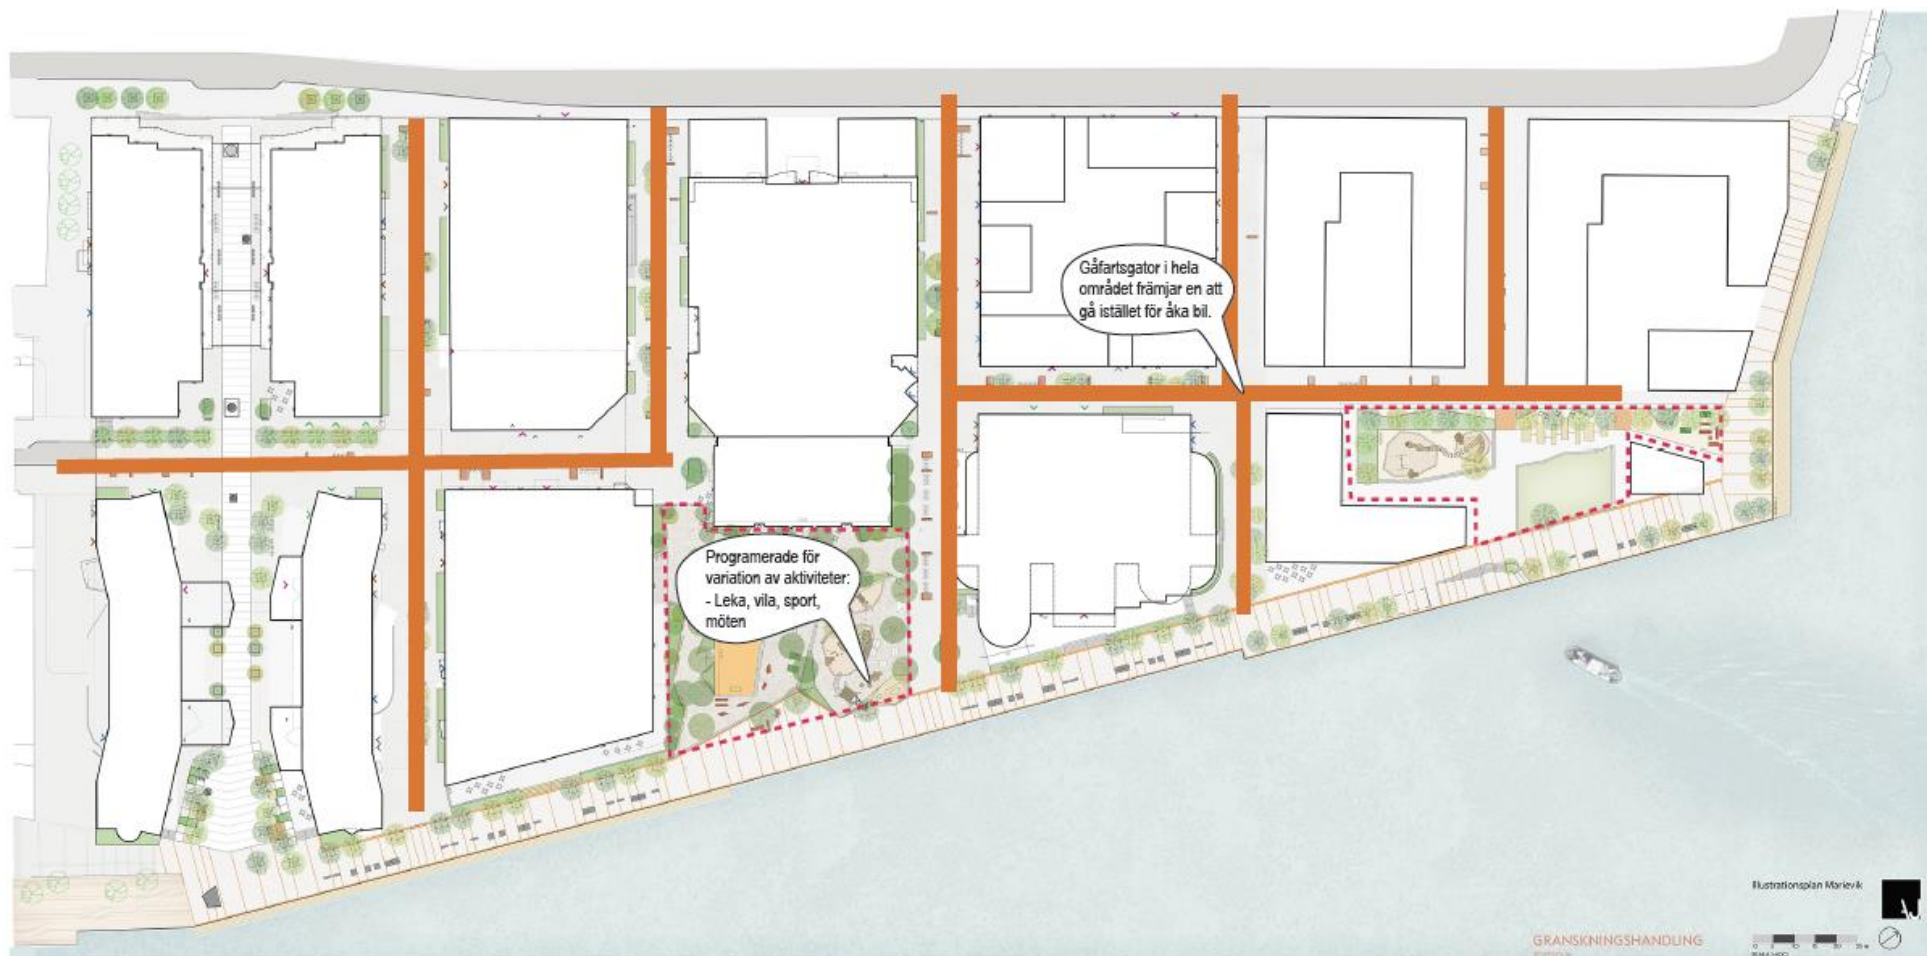 Gåfartsgator i hela
området främjar en att
gå istället för åka bil.
Programerade för
variation av aktiviteter:
- Leka, vila, sport,
möten
Illustrationsplan Marievik
GRANSKNINGSHANDLING